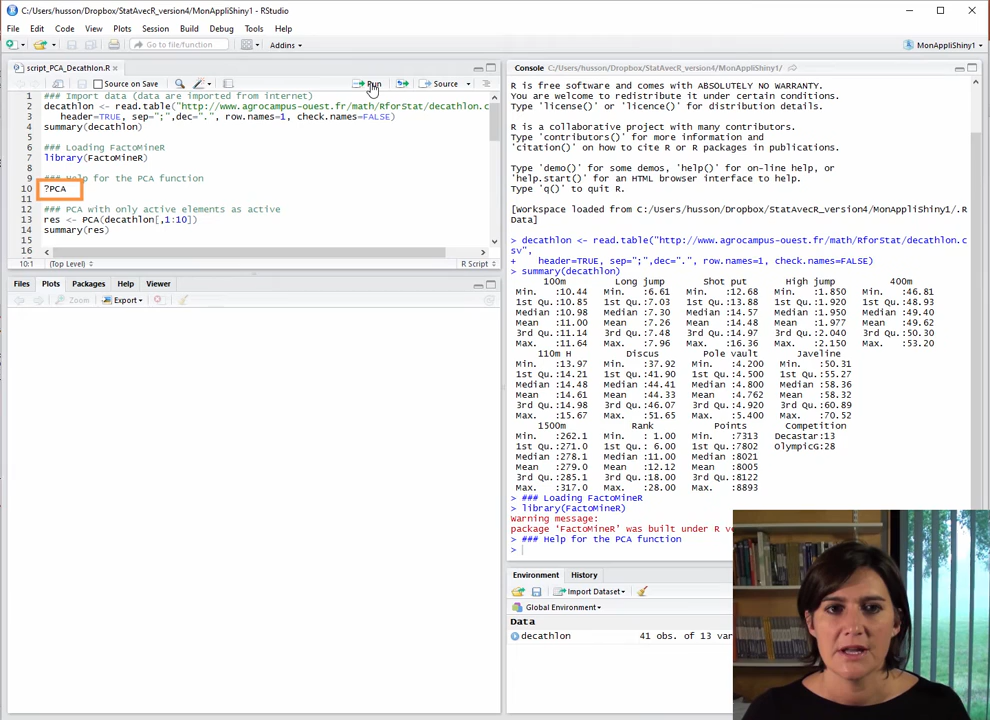 C:/Users/husson/Dropbox/StatAvecR_version4/MonAppliShiny1 - RStudio
File Edit Code View Plots Session Build Debug Tools Help
Go to file/function Addins MonAppliShiny1
script_PCA_Decathlon.R
Source on Save Run Source
1 ### Import data (data are imported from internet)
2 decathlon <- read.table("http://www.agrocampus-ouest.fr/math/RforStat/decathlon.c
3 header=TRUE, sep=";",dec=".", row.names=1, check.names=FALSE)
4 summary(decathlon)
5
6 ### Loading FactoMineR
7 library(FactoMineR)
8
9 ### Help for the PCA function
10 ?PCA
11
12 ### PCA with only active elements as active
13 res <- PCA(decathlon[,1:10])
14 summary(res)
15
16
10:1 (Top Level) R Script
Files Plots Packages Help Viewer
Zoom Export
Console C:/Users/husson/Dropbox/StatAvecR_version4/MonAppliShiny1/
R is free software and comes with ABSOLUTELY NO WARRANTY.
You are welcome to redistribute it under certain conditions.
Type 'license()' or 'licence()' for distribution details.
R is a collaborative project with many contributors.
Type 'contributors()' for more information and
'citation()' on how to cite R or R packages in publications.
Type 'demo()' for some demos, 'help()' for on-line help, or
'help.start()' for an HTML browser interface to help.
Type 'q()' to quit R.
[Workspace loaded from C:/Users/husson/Dropbox/StatAvecR_version4/MonAppliShiny1/.R
Data]
> decathlon <- read.table("http://www.agrocampus-ouest.fr/math/RforStat/decathlon.c
sv",
+ header=TRUE, sep=";",dec=".", row.names=1, check.names=FALSE)
> summary(decathlon)
100m Long jump Shot put High jump 400m
Min. :10.44 Min. :6.61 Min. :12.68 Min. :1.850 Min. :46.81
1st Qu.:10.85 1st Qu.:7.03 1st Qu.:13.88 1st Qu.:1.920 1st Qu.:48.93
Median :10.98 Median :7.30 Median :14.57 Median :1.950 Median :49.40
Mean :11.00 Mean :7.26 Mean :14.48 Mean :1.977 Mean :49.62
3rd Qu.:11.14 3rd Qu.:7.48 3rd Qu.:14.97 3rd Qu.:2.040 3rd Qu.:50.30
Max. :11.64 Max. :7.96 Max. :16.36 Max. :2.150 Max. :53.20
110m H Discus Pole vault Javeline
Min. :13.97 Min. :37.92 Min. :4.200 Min. :50.31
1st Qu.:14.21 1st Qu.:41.90 1st Qu.:4.500 1st Qu.:55.27
Median :14.48 Median :44.41 Median :4.800 Median :58.36
Mean :14.61 Mean :44.33 Mean :4.762 Mean :58.32
3rd Qu.:14.98 3rd Qu.:46.07 3rd Qu.:4.920 3rd Qu.:60.89
Max. :15.67 Max. :51.65 Max. :5.400 Max. :70.52
1500m Rank Points Competition
Min. :262.1 Min. : 1.00 Min. :7313 Decastar:13
1st Qu.:271.0 1st Qu.: 6.00 1st Qu.:7802 OlympicG:28
Median :278.1 Median :11.00 Median :8021
Mean :279.0 Mean :12.12 Mean :8005
3rd Qu.:285.1 3rd Qu.:18.00 3rd Qu.:8122
Max. :317.0 Max. :28.00 Max. :8893
> ### Loading FactoMineR
> library(FactoMineR)
Warning message:
package 'FactoMineR' was built under R ve
> ### Help for the PCA function
>
Environment History
Import Dataset
Global Environment
Data
decathlon 41 obs. of 13 var